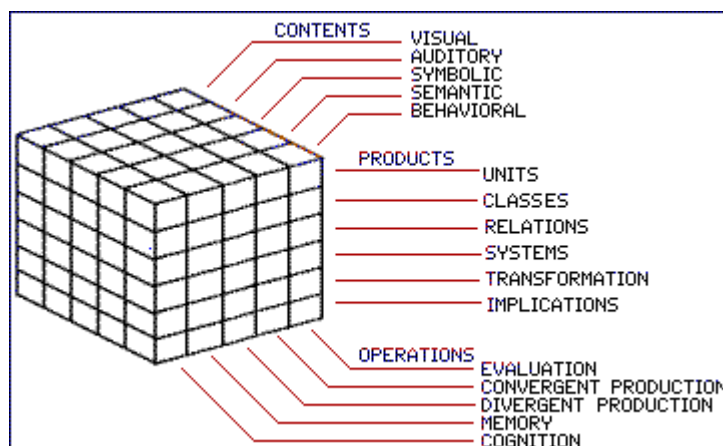 CONTENTS
VISUAL
AUDITORY
SYMBOLIC
SEMANTIC
BEHAVIORAL
PRODUCTS
UNITS
CLASSES
RELATIONS
SYSTEMS
TRANSFORMATION
IMPLICATIONS
OPERATIONS
EVALUATION
CONVERGENT PRODUCTION
DIVERGENT PRODUCTION
MEMORY
COGNITION